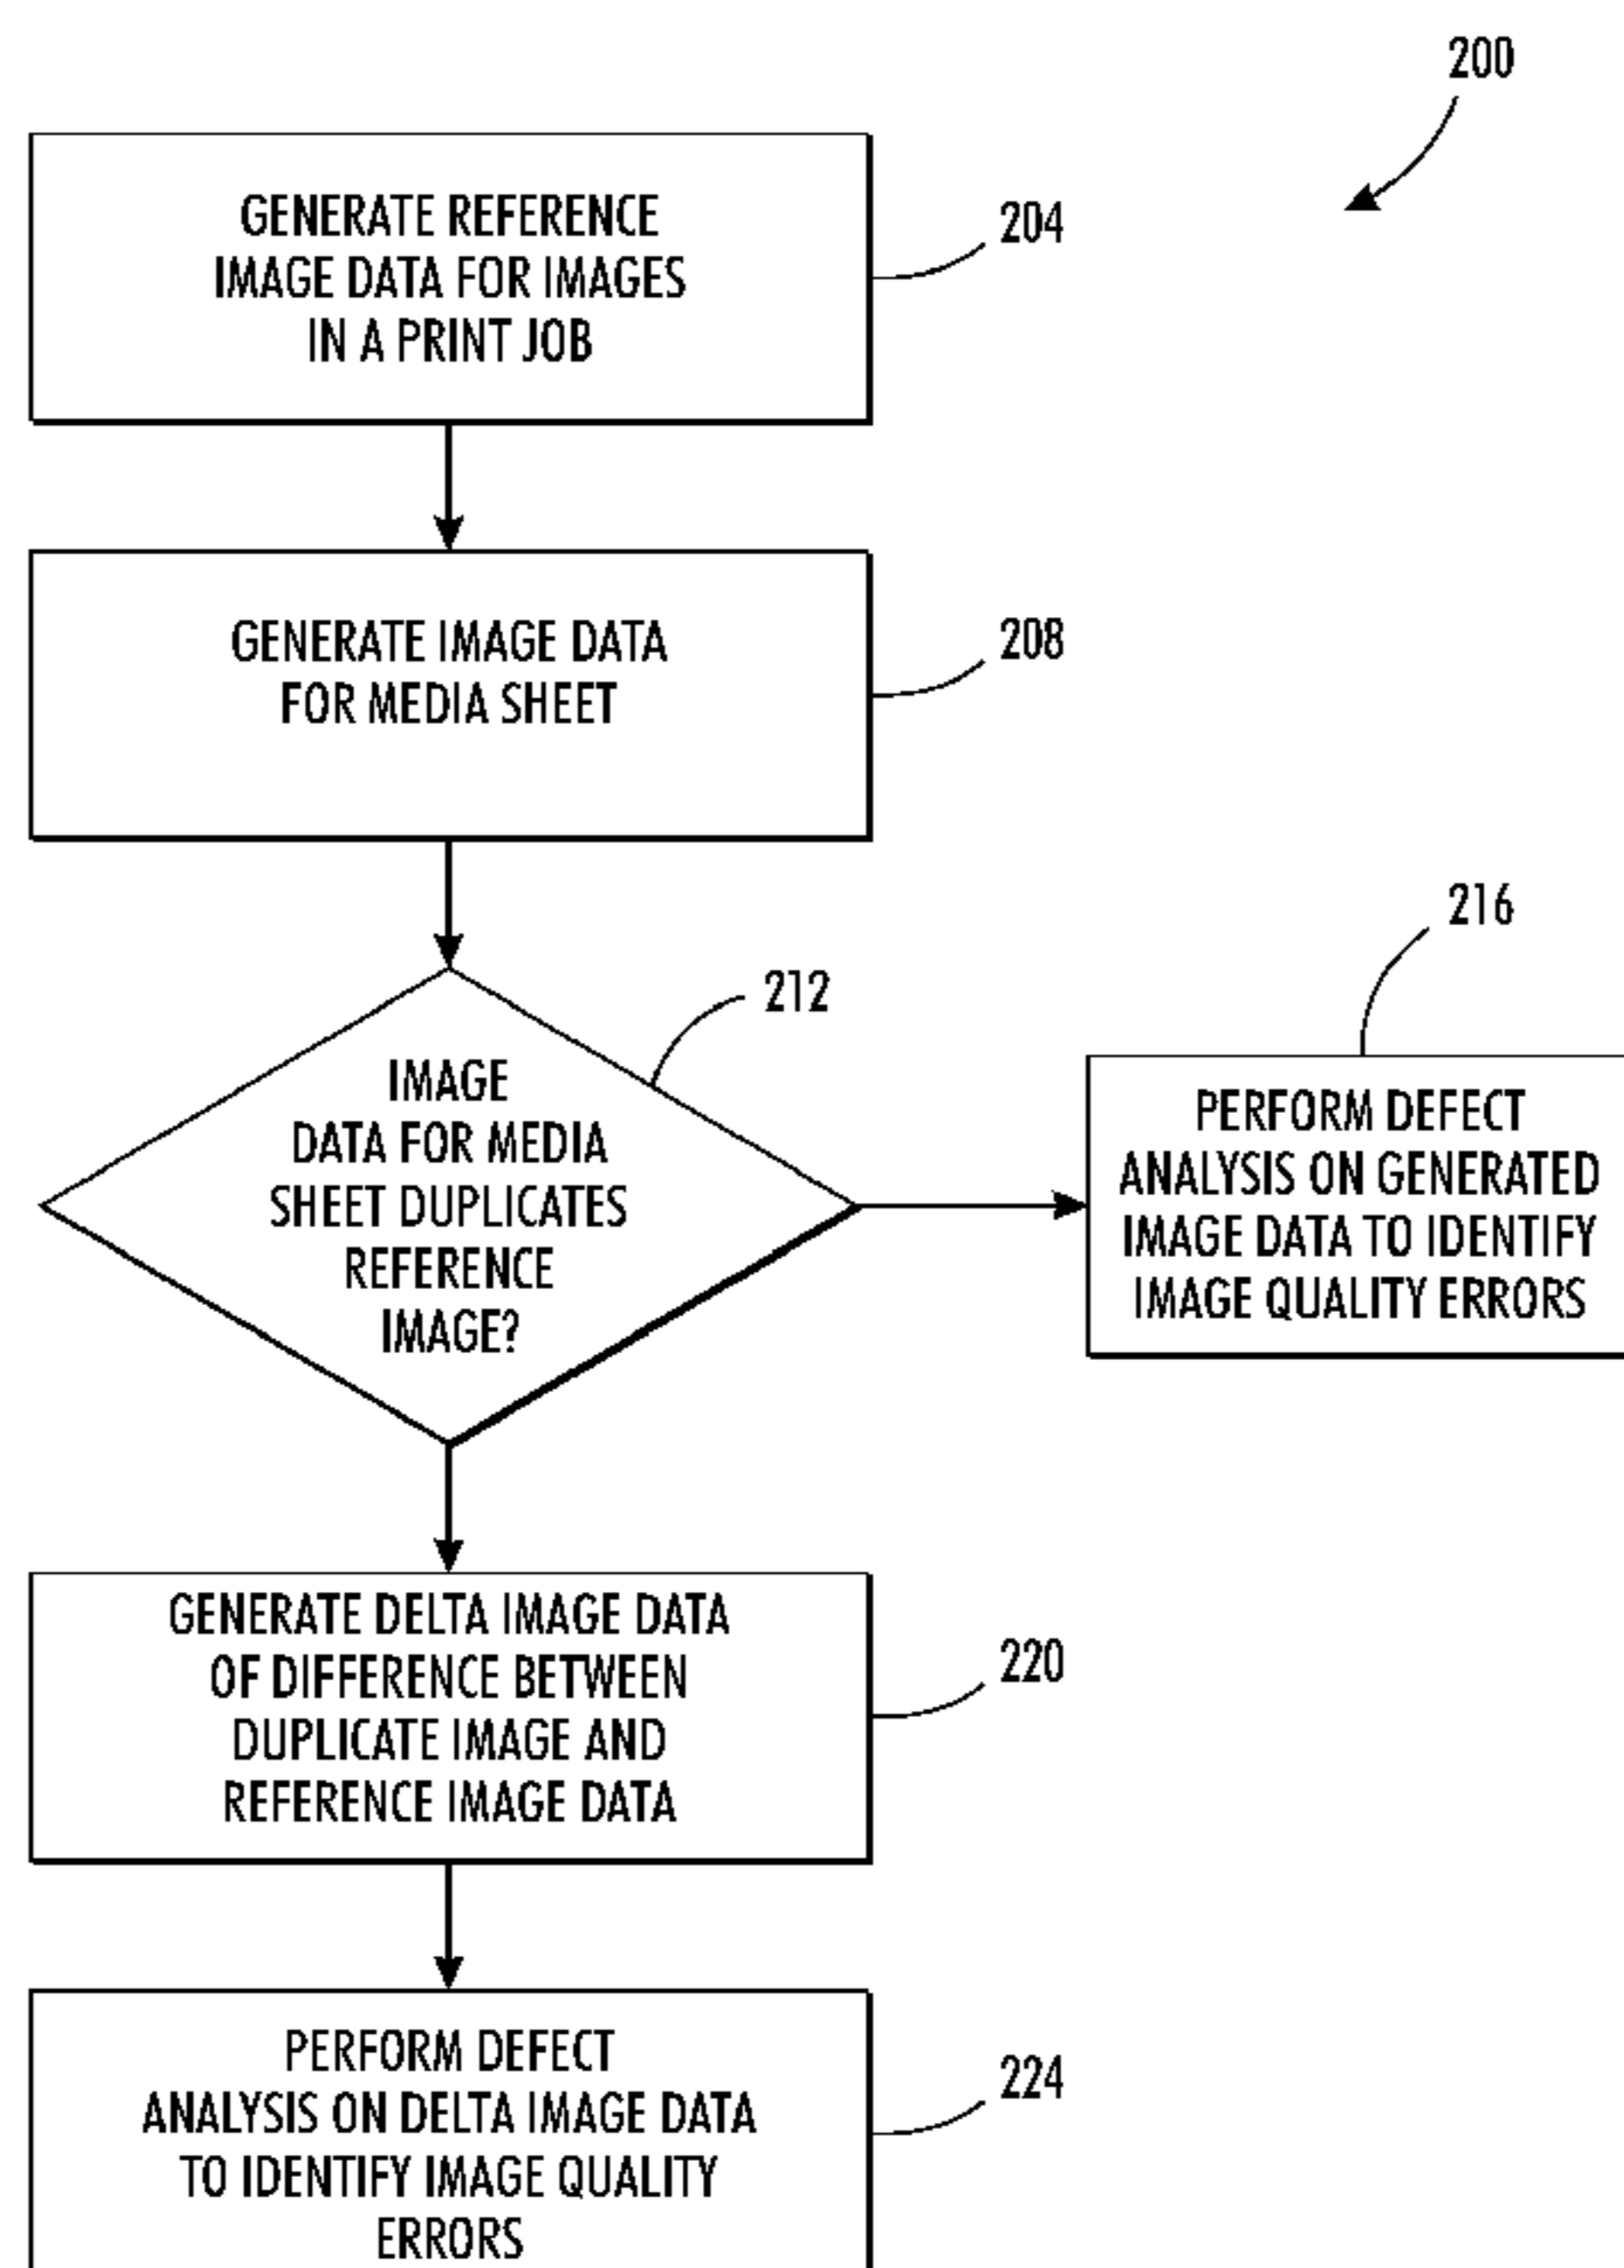 200
GENERATE REFERENCE
IMAGE DATA FOR IMAGES
IN A PRINT JOB
204
GENERATE IMAGE DATA
FOR MEDIA SHEET
208
IMAGE
DATA FOR MEDIA
SHEET DUPLICATES
REFERENCE
IMAGE?
212
216
PERFORM DEFECT
ANALYSIS ON GENERATED
IMAGE DATA TO IDENTIFY
IMAGE QUALITY ERRORS
GENERATE DELTA IMAGE DATA
OF DIFFERENCE BETWEEN
DUPLICATE IMAGE AND
REFERENCE IMAGE DATA
220
PERFORM DEFECT
ANALYSIS ON DELTA IMAGE DATA
TO IDENTIFY IMAGE QUALITY
ERRORS
224